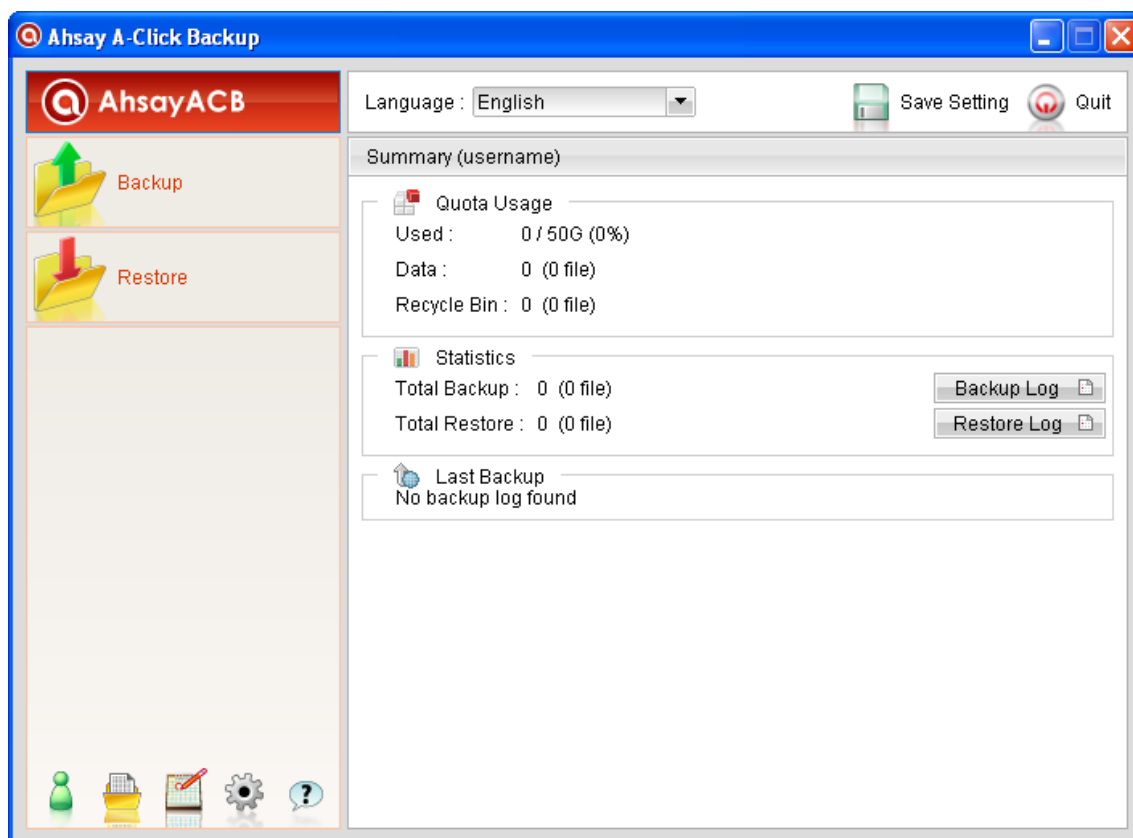 Ahsay A-Click Backup
AhsayACB
Language : English
Save Setting
Quit
Backup
Restore
Summary (username)
Quota Usage
Used : 0 / 50G (0%)
Data : 0 (0 file)
Recycle Bin : 0 (0 file)
Statistics
Total Backup : 0 (0 file)
Backup Log
Total Restore : 0 (0 file)
Restore Log
Last Backup
No backup log found